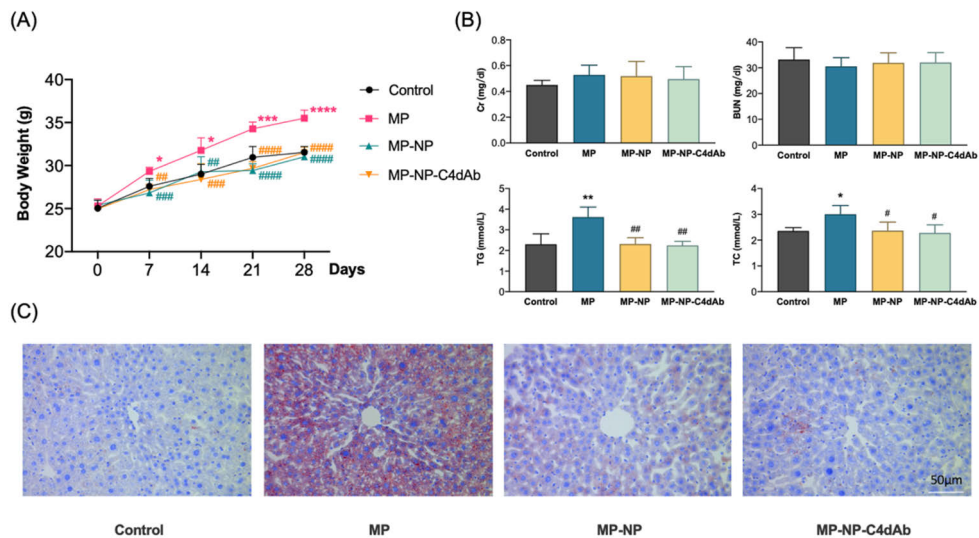 (A)
Body Weight (g)
40
35
30
25
20
0 7 14 21 28 Days
* * *** ****
## ## #### ####
### ### #### ####
Control
MP
MP-NP
MP-NP-C4dAb
(B)
Cr (mg/dl)
0.8
0.6
0.4
0.2
0.0
Control MP MP-NP MP-NP-C4dAb
BUN (mg/dl)
40
30
20
10
0
Control MP MP-NP MP-NP-C4dAb
TG (mmol/L)
5
4
3
2
1
0
** ## ##
Control MP MP-NP MP-NP-C4dAb
TC (mmol/L)
4
3
2
1
0
* # #
Control MP MP-NP MP-NP-C4dAb
(C)
50μm
Control MP MP-NP MP-NP-C4dAb